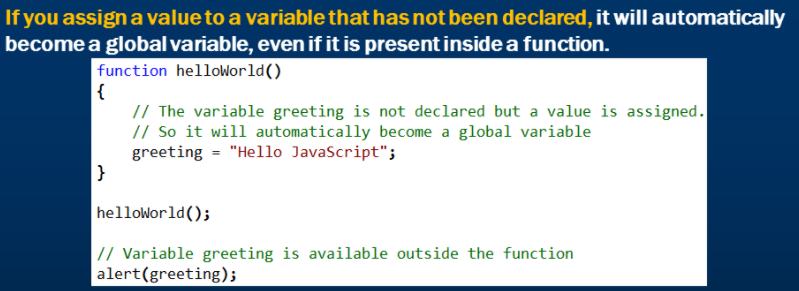 If you assign a value to a variable that has not been declared, it will automatically
become a global variable, even if it is present inside a function.
function helloWorld()
{
    // The variable greeting is not declared but a value is assigned.
    // So it will automatically become a global variable
    greeting = "Hello JavaScript";
}
helloWorld();
// Variable greeting is available outside the function
alert(greeting);